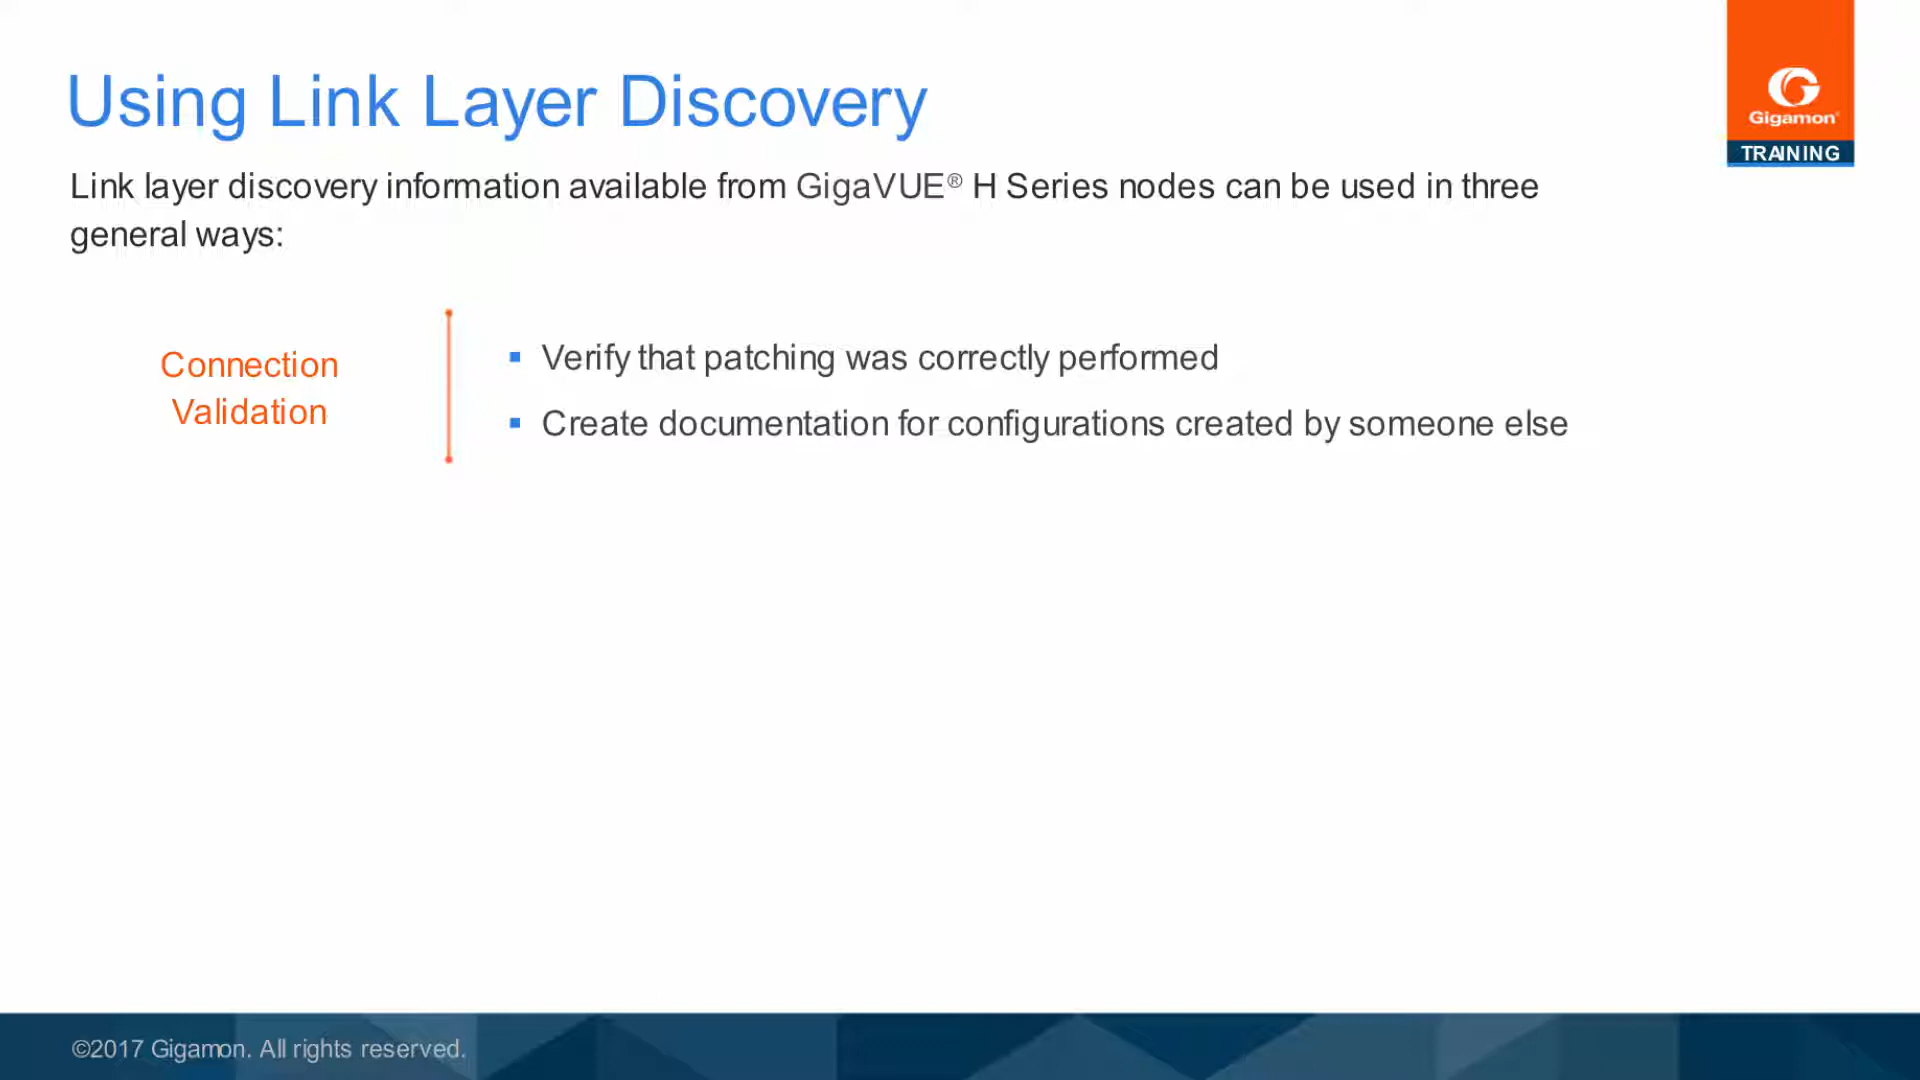 Using Link Layer Discovery
Gigamon®
TRAINING
Link layer discovery information available from GigaVUE® H Series nodes can be used in three
general ways:
Connection
Validation
▪ Verify that patching was correctly performed
▪ Create documentation for configurations created by someone else
©2017 Gigamon. All rights reserved.